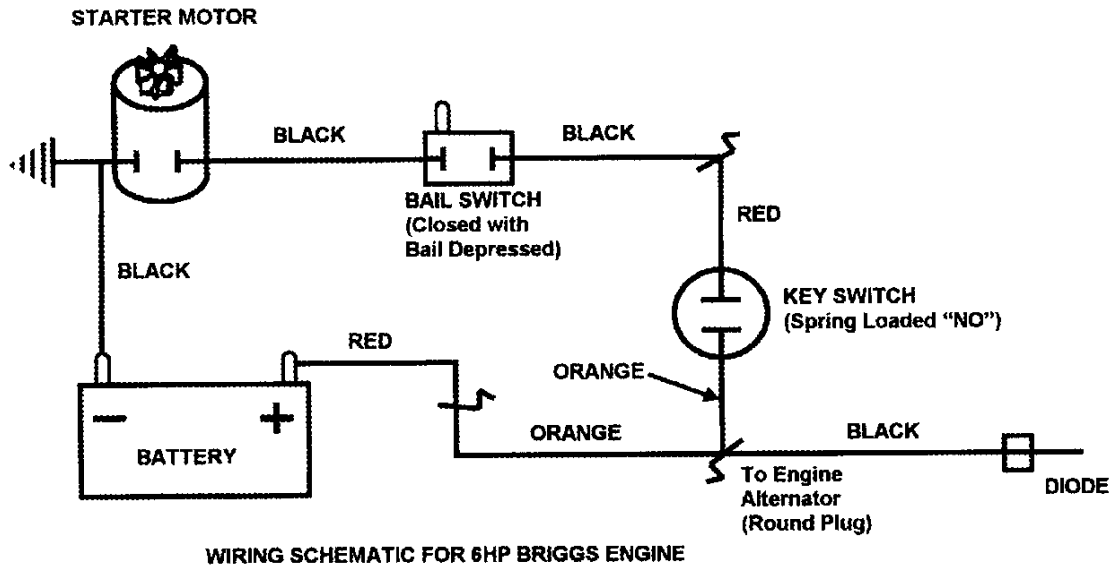 STARTER MOTOR
BLACK
BLACK
BAIL SWITCH
(Closed with
Bail Depressed)
RED
BLACK
KEY SWITCH
(Spring Loaded “NO”)
RED
ORANGE
ORANGE
BLACK
BATTERY
To Engine
Alternator
(Round Plug)
DIODE
WIRING SCHEMATIC FOR 6HP BRIGGS ENGINE